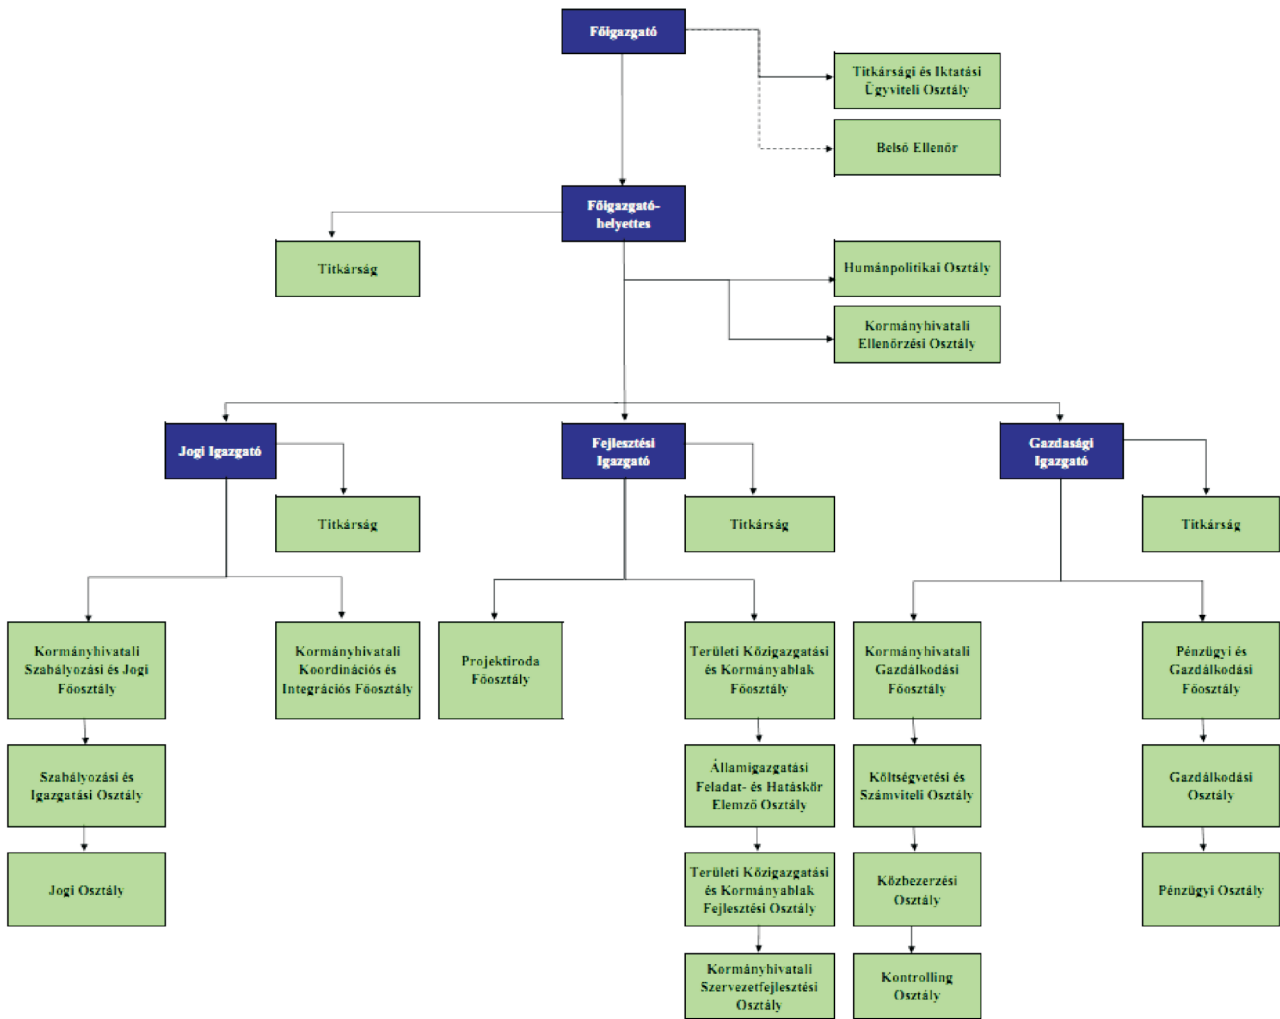 Főigazgató
Titkársági és Iktatási
Ügyviteli Osztály
Belső Ellenőr
Főigazgató-
helyettes
Titkárság
Humánpolitikai Osztály
Kormányhivatali
Ellenőrzési Osztály
Jogi Igazgató
Fejlesztési
Igazgató
Gazdasági
Igazgató
Titkárság
Titkárság
Titkárság
Kormányhivatali
Szabályozási és Jogi
Főosztály
Kormányhivatali
Koordinációs és
Integrációs Főosztály
Projektiroda
Főosztály
Területi Közigazgatási
és Kormányablak
Főosztály
Kormányhivatali
Gazdálkodási
Főosztály
Pénzügyi és
Gazdálkodási
Főosztály
Szabályozási és
Igazgatási Osztály
Államigazgatási
Feladat- és Hatáskör
Elemző Osztály
Költségvetési és
Számviteli Osztály
Gazdálkodási
Osztály
Jogi Osztály
Területi Közigazgatási
és Kormányablak
Fejlesztési Osztály
Közbezerzési
Osztály
Pénzügyi Osztály
Kormányhivatali
Szervezetfejlesztési
Osztály
Kontrolling
Osztály